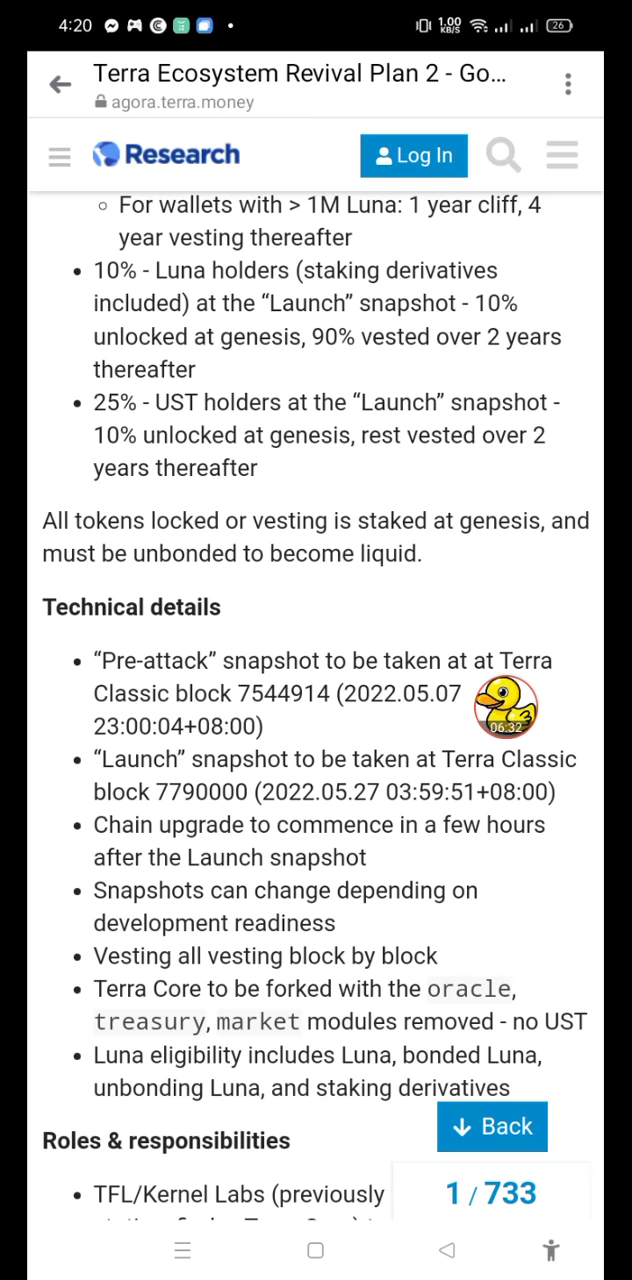 4:20
1.00
KB/S
26
Terra Ecosystem Revival Plan 2 - Go...
agora.terra.money
Research
Log In
For wallets with > 1M Luna: 1 year cliff, 4
year vesting thereafter
10% - Luna holders (staking derivatives
included) at the “Launch” snapshot - 10%
unlocked at genesis, 90% vested over 2 years
thereafter
25% - UST holders at the “Launch” snapshot -
10% unlocked at genesis, rest vested over 2
years thereafter
All tokens locked or vesting is staked at genesis, and
must be unbonded to become liquid.
Technical details
“Pre-attack” snapshot to be taken at at Terra
Classic block 7544914 (2022.05.07
23:00:04+08:00)
06:32
“Launch” snapshot to be taken at Terra Classic
block 7790000 (2022.05.27 03:59:51+08:00)
Chain upgrade to commence in a few hours
after the Launch snapshot
Snapshots can change depending on
development readiness
Vesting all vesting block by block
Terra Core to be forked with the oracle,
treasury, market modules removed - no UST
Luna eligibility includes Luna, bonded Luna,
unbonding Luna, and staking derivatives
Back
Roles & responsibilities
TFL/Kernel Labs (previously
1 / 733